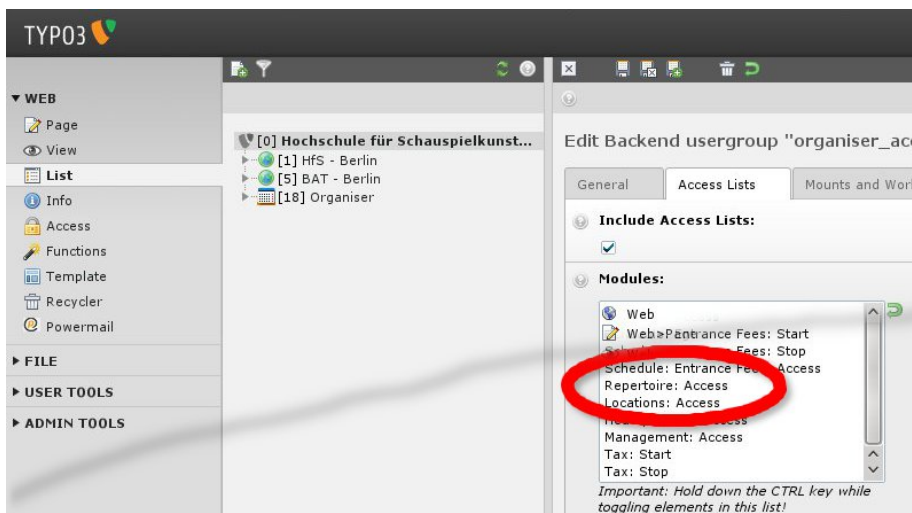 TYPO3
WEB
Page
View
List
Info
Access
Functions
Template
Recycler
Powermail
FILE
USER TOOLS
ADMIN TOOLS
[0] Hochschule für Schauspielkunst...
[1] HfS - Berlin
[5] BAT - Berlin
[18] Organiser
Edit Backend usergroup "organiser_acc
General Access Lists Mounts and Wor
Include Access Lists:
Modules:
Web
Web>P Entrance Fees: Start
Fees: Stop
Schedule: Entrance Fees: Access
Repertoire: Access
Locations: Access
Management: Access
Tax: Start
Tax: Stop
Important: Hold down the CTRL key while
toggling elements in this list!